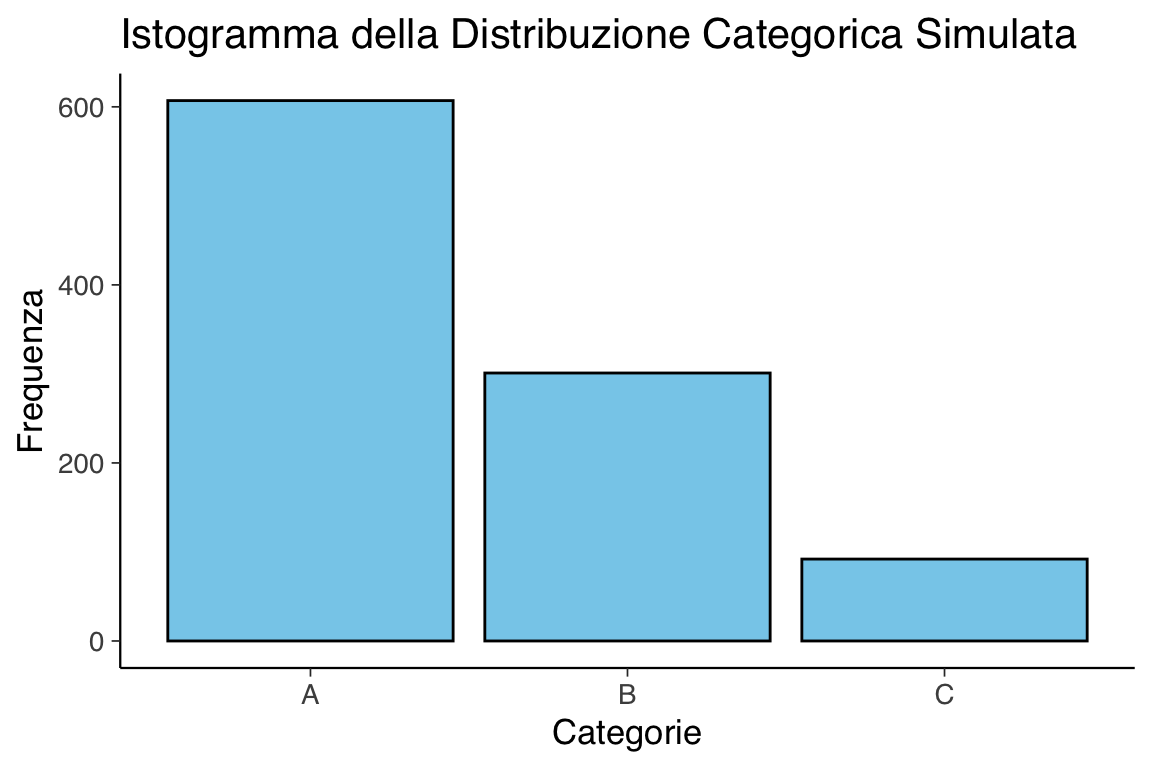 Istogramma della Distribuzione Categorica Simulata
600
400
200
0
Frequenza
A
B
C
Categorie